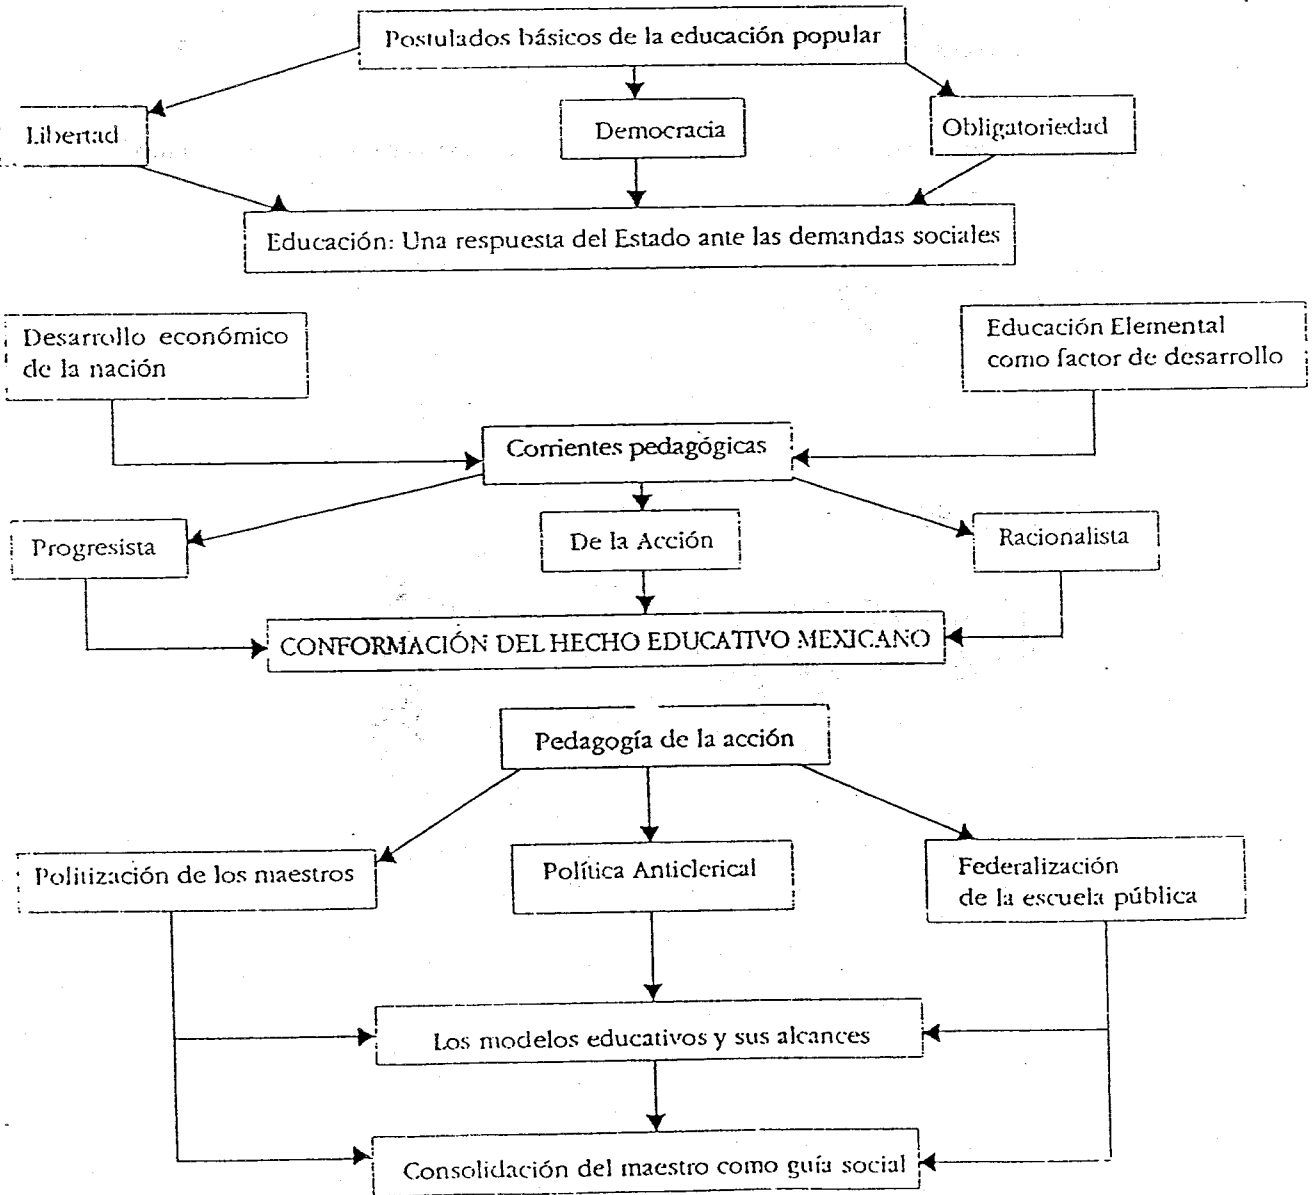 Postulados básicos de la educación popular
Libertad
Democracia
Obligatoriedad
Educación: Una respuesta del Estado ante las demandas sociales
Desarrollo económico
de la nación
Educación Elemental
como factor de desarrollo
Corrientes pedagógicas
Progresista
De la Acción
Racionalista
CONFORMACIÓN DEL HECHO EDUCATIVO MEXICANO
Pedagogía de la acción
Politización de los maestros
Política Anticlerical
Federalización
de la escuela pública
Los modelos educativos y sus alcances
Consolidación del maestro como guía social